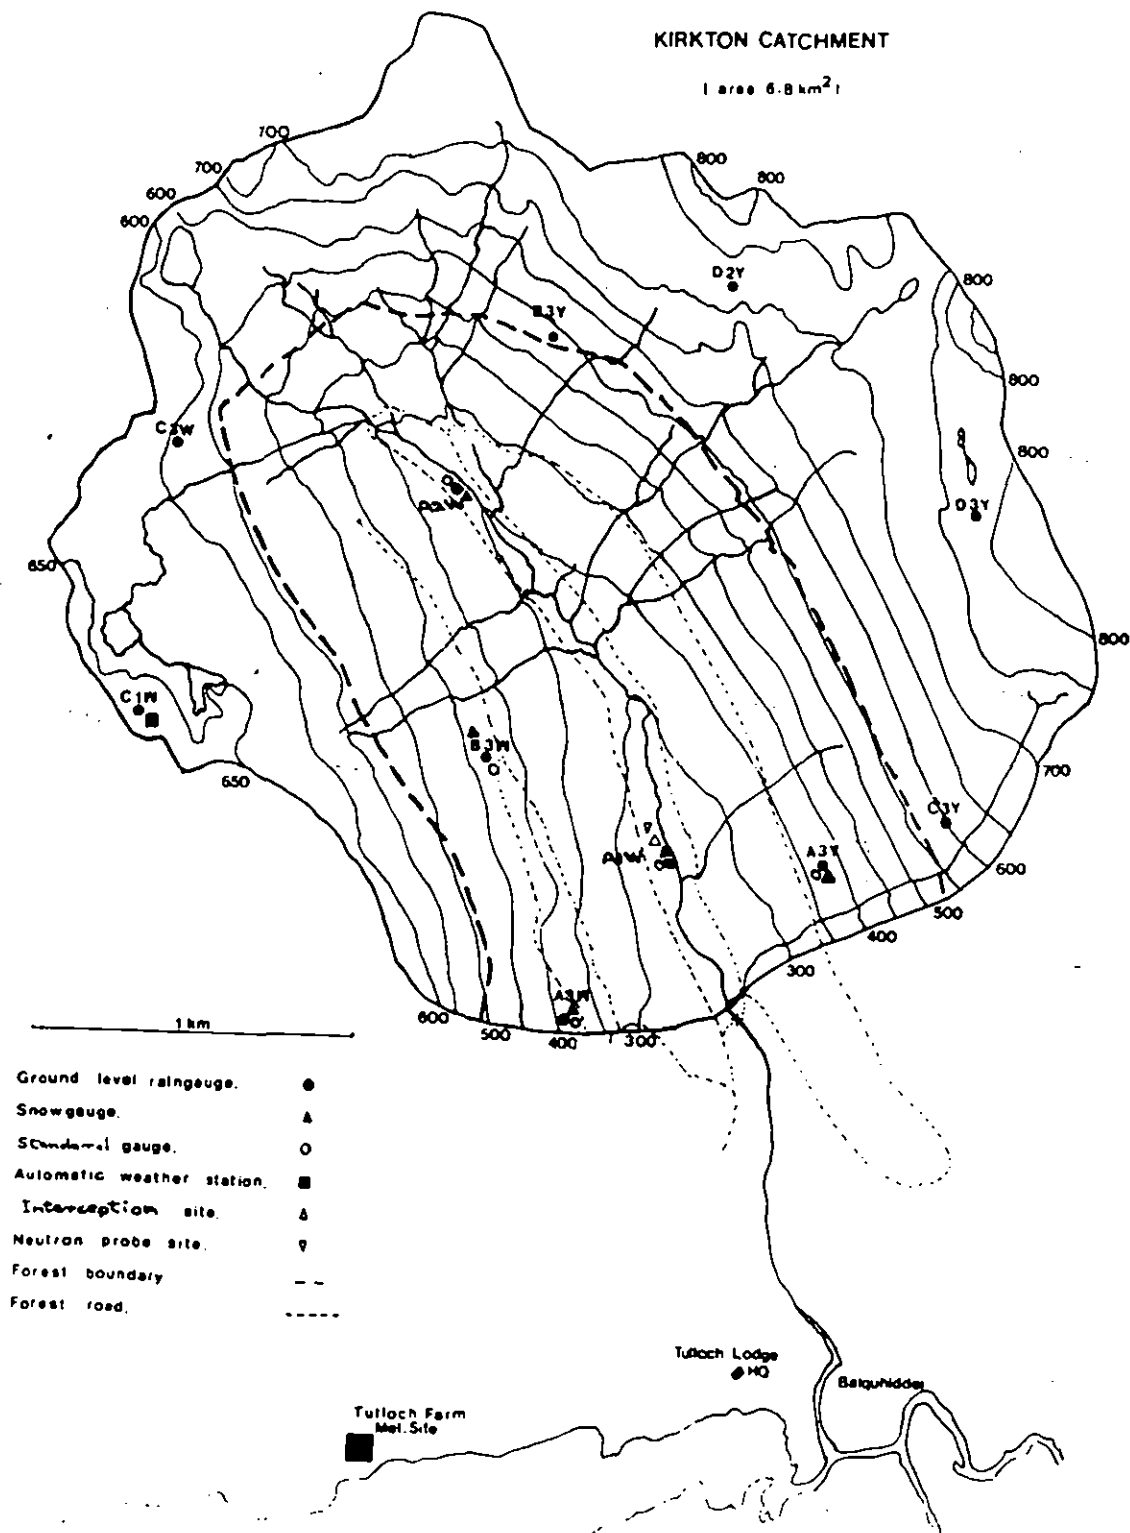 KIRKTON CATCHMENT
( area 6.8 km² )
700
700
600
600
800
800
D2Y
800
B3Y
800
C3W
800
D3Y
A2W
650
800
C1W
650
B3W
700
C3Y
A1W
A3Y
600
500
400
300
A3W
600
500
400
300
1 km
Ground level raingauge.
Snowgauge.
Standard gauge.
Automatic weather station.
Interception site.
Neutron probe site.
Forest boundary
Forest road.
Tulloch Lodge
HQ
Balquhidder
Tulloch Farm
Met. Site